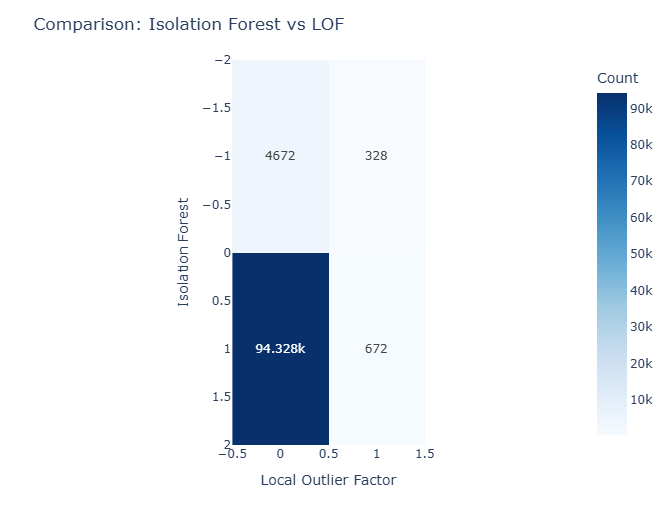 Comparison: Isolation Forest vs LOF
Count
−2
−1.5
−1
−0.5
0
0.5
1
1.5
2
Isolation Forest
4672
328
94.328k
672
−0.5
0
0.5
1
1.5
Local Outlier Factor
90k
80k
70k
60k
50k
40k
30k
20k
10k